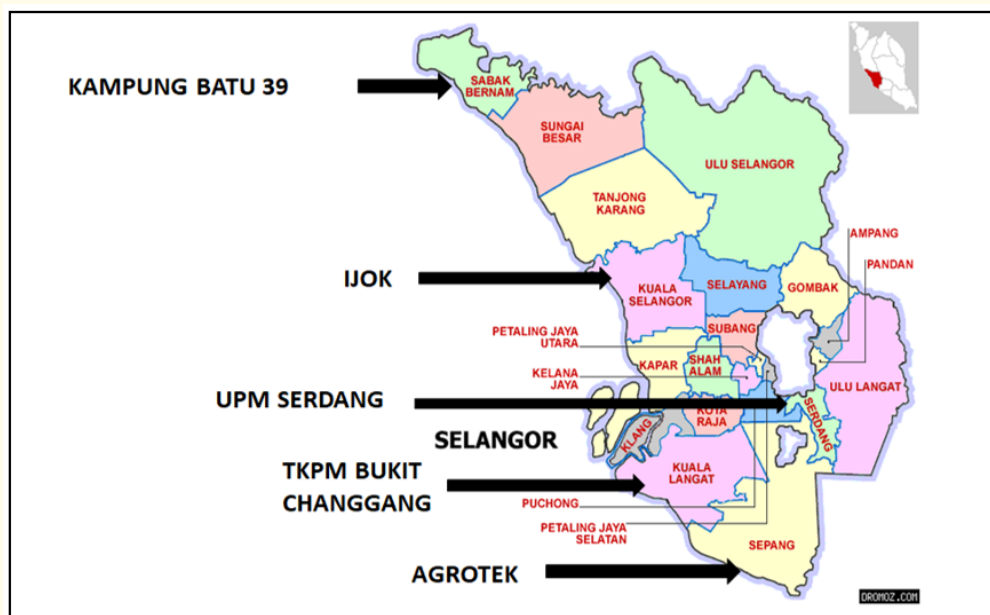 KAMPUNG BATU 39
SABAK
BERNAM
SUNGAI
BESAR
ULU SELANGOR
TANJONG
KARANG
AMPANG
PANDAN
IJOK
KUALA
SELANGOR
SELAYANG
GOMBAK
PETALING JAYA
UTARA
SUBANG
KAPAR
SHAH
ALAM
KELANA
JAYA
ULU LANGAT
UPM SERDANG
SERDANG
KOTA
RAJA
SELANGOR
KLANG
TKPM BUKIT
CHANGGANG
KUALA
LANGAT
PUCHONG
PETALING JAYA
SELATAN
SEPANG
AGROTEK
DROMOZ.COM